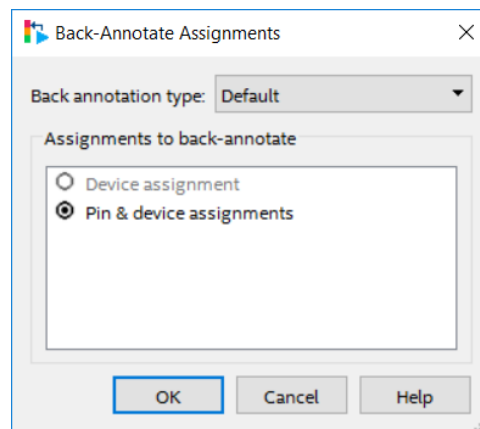 Back-Annotate Assignments
Back annotation type: Default
Assignments to back-annotate
Device assignment
Pin & device assignments
OK Cancel Help